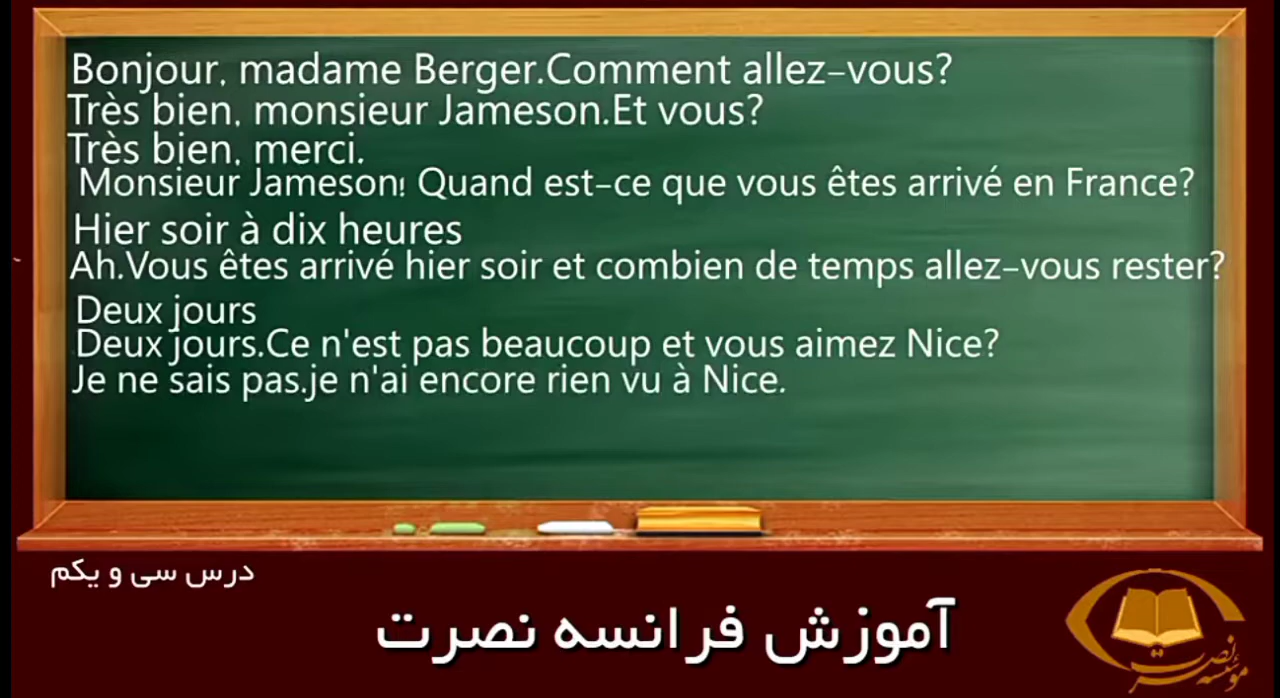 Bonjour, madame Berger.Comment allez-vous?
Très bien, monsieur Jameson.Et vous?
Très bien, merci.
Monsieur Jameson! Quand est-ce que vous êtes arrivé en France?
Hier soir à dix heures
Ah.Vous êtes arrivé hier soir et combien de temps allez-vous rester?
Deux jours
Deux jours.Ce n'est pas beaucoup et vous aimez Nice?
Je ne sais pas.je n'ai encore rien vu à Nice.
درس سی و یکم
آموزش فرانسه نصرت
مؤسسه نصرت